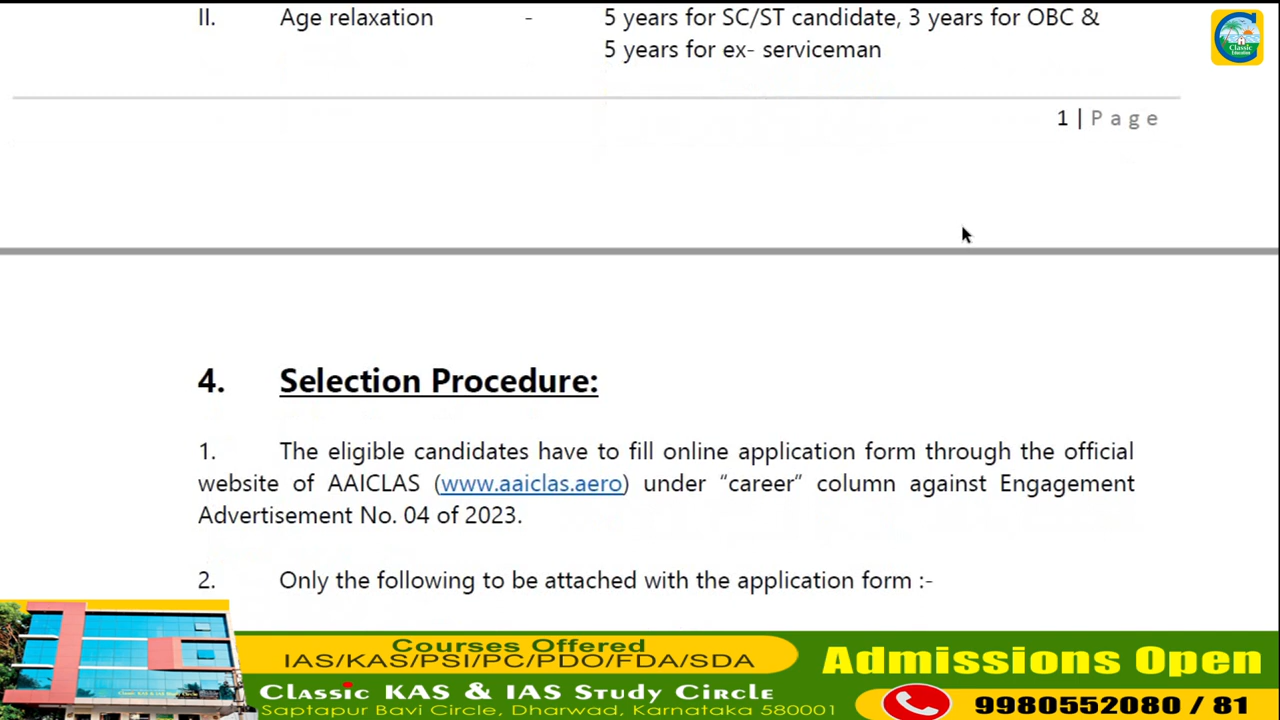 II. Age relaxation - 5 years for SC/ST candidate, 3 years for OBC &
5 years for ex- serviceman
Classic
Education
1 | Page
4. Selection Procedure:
1. The eligible candidates have to fill online application form through the official
website of AAICLAS (www.aaiclas.aero) under “career” column against Engagement
Advertisement No. 04 of 2023.
2. Only the following to be attached with the application form :-
Courses Offered
IAS/KAS/PSI/PC/PDO/FDA/SDA
Classic KAS & IAS Study Circle
Saptapur Bavi Circle, Dharwad, Karnataka 580001
Admissions Open
9980552080 / 81